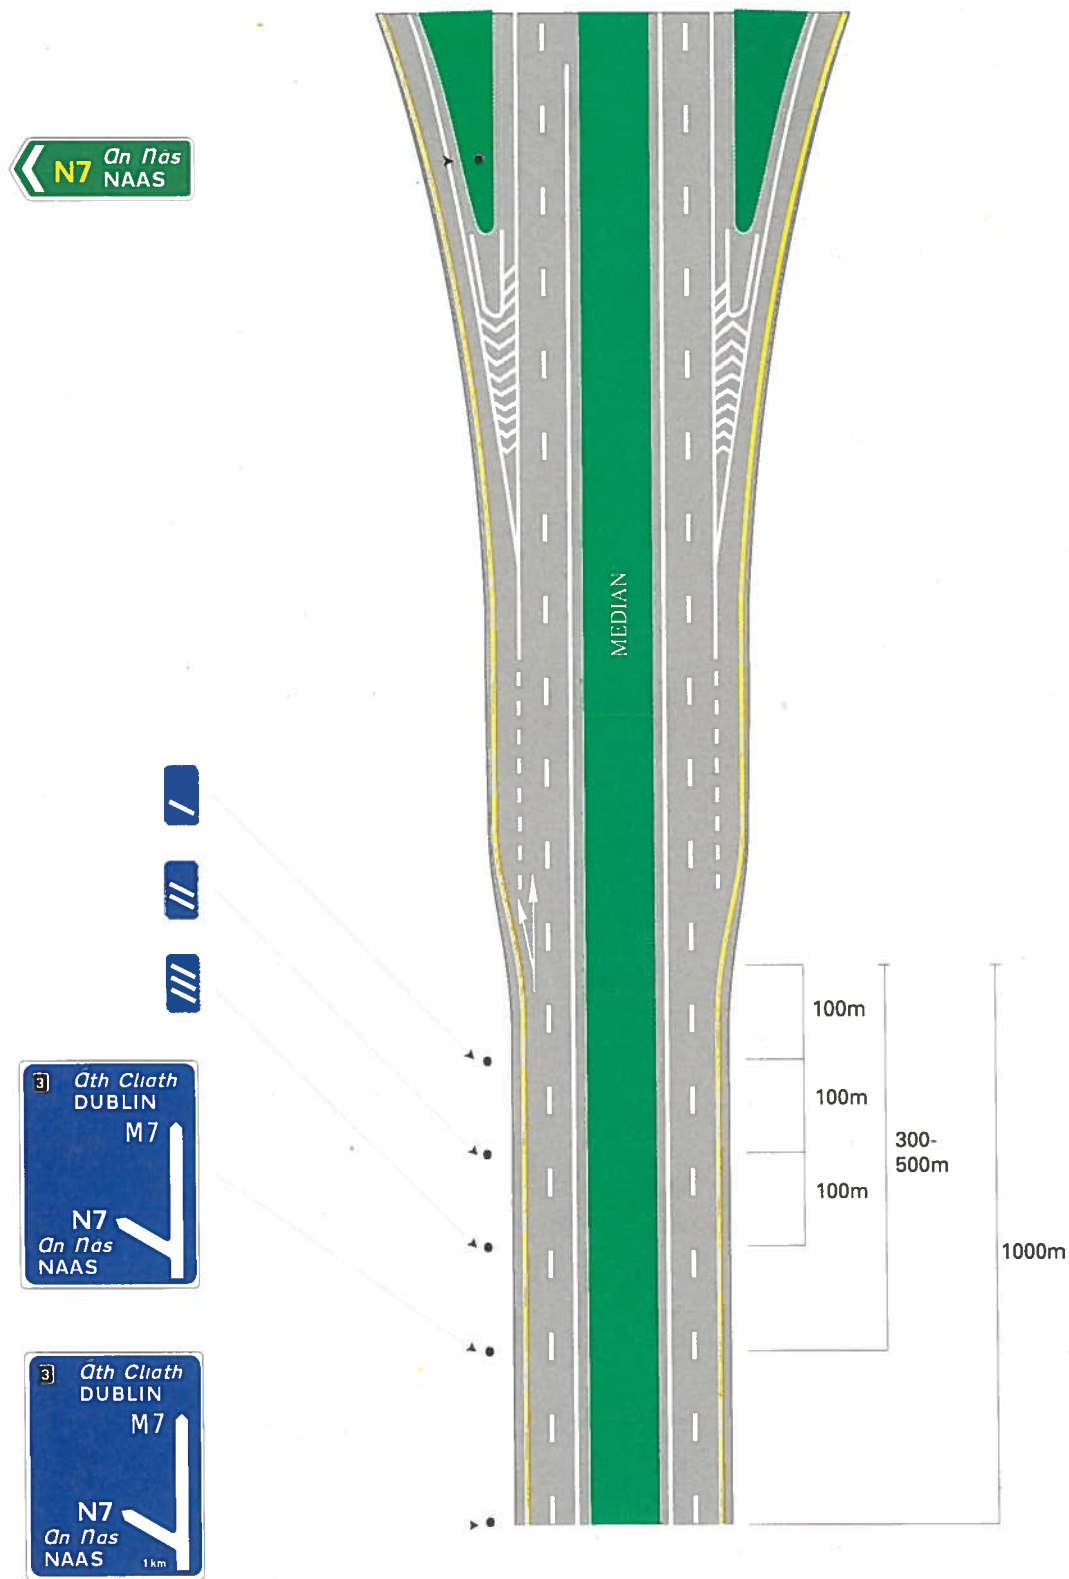 N7 An Nás
NAAS
MEDIAN
3 Áth Cliath
DUBLIN
M7
N7
An Nás
NAAS
3 Áth Cliath
DUBLIN
M7
N7
An Nás
NAAS 1 km
100m
100m
100m
300-
500m
1000m